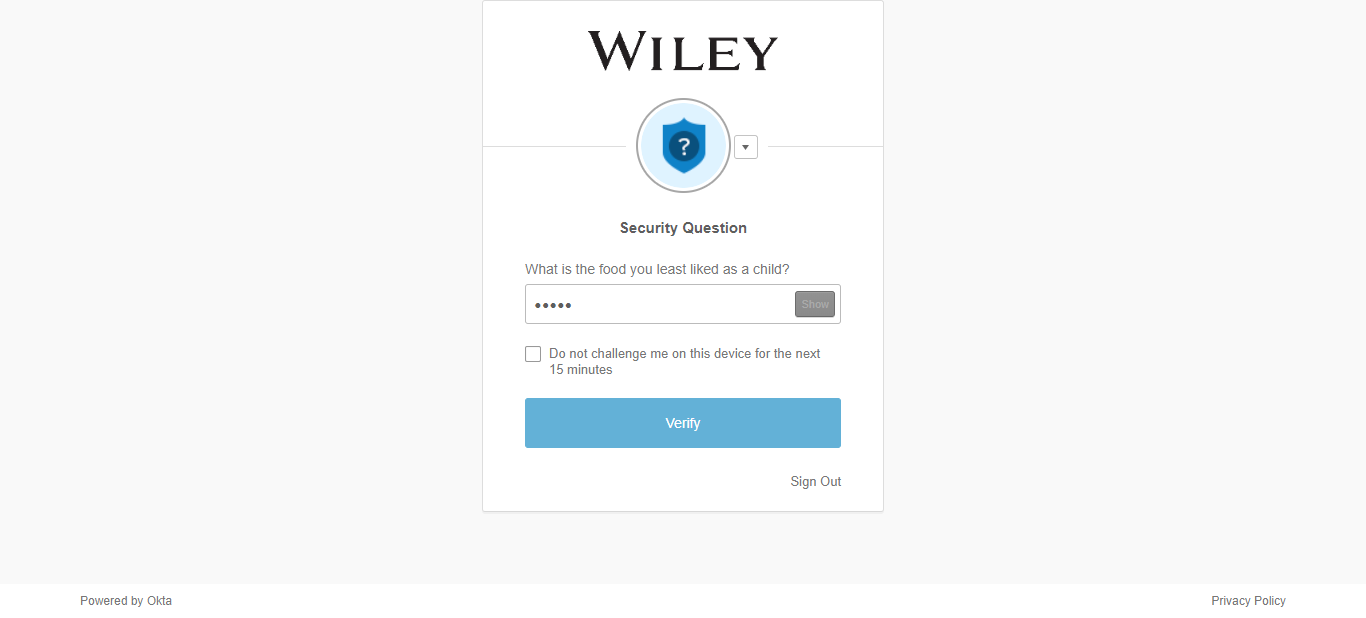 WILEY
?
Security Question
What is the food you least liked as a child?
•••••
Show
Do not challenge me on this device for the next
15 minutes
Verify
Sign Out
Powered by Okta
Privacy Policy